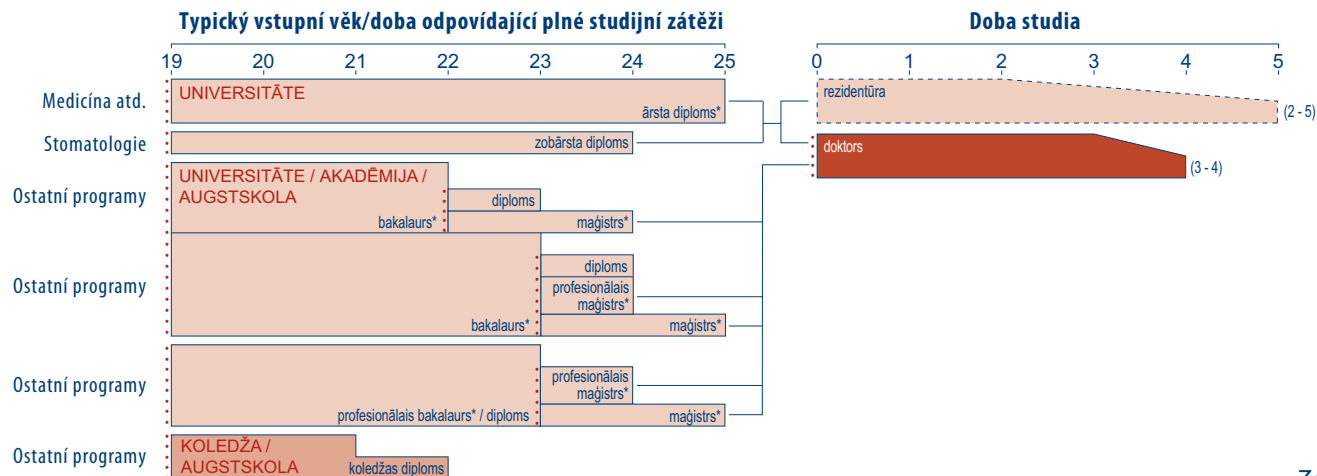 Typický vstupní věk/doba odpovídající plné studijní zátěži
Doba studia
19 20 21 22 23 24 25
0 1 2 3 4 5
Medicína atd.
UNIVERSITĀTE
ārsta diploms*
rezidentūra
(2 - 5)
Stomatologie
zobārsta diploms
doktors
(3 - 4)
Ostatní programy
UNIVERSITĀTE / AKADĒMIJA /
AUGSTSKOLA
diploms
bakalaurs*
maģistrs*
Ostatní programy
diploms
profesionālais
maģistrs*
bakalaurs*
maģistrs*
Ostatní programy
profesionālais
maģistrs*
profesionālais bakalaurs* / diploms
maģistrs*
Ostatní programy
KOLEDŽA /
AUGSTSKOLA
koledžas diploms